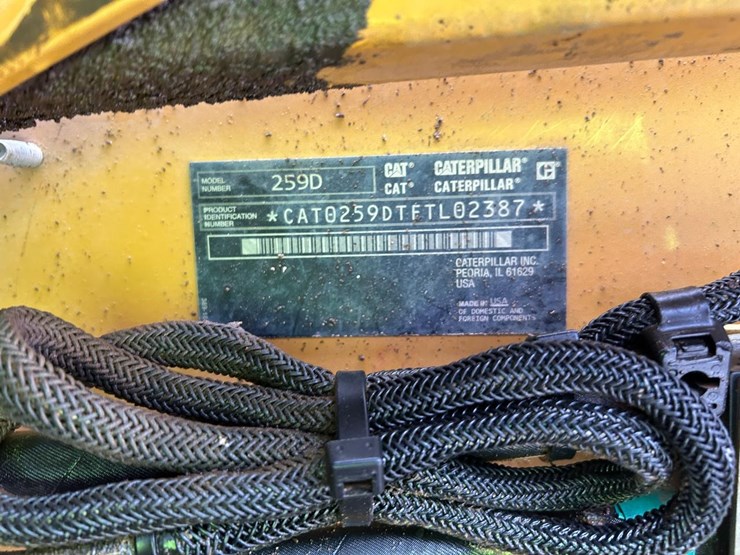 MODEL NUMBER 259D
CAT® CATERPILLAR®
CAT® CATERPILLAR®
PRODUCT IDENTIFICATION NUMBER *CAT0259DTFTL02387*
CATERPILLAR INC.
PEORIA, IL 61629
USA
MADE IN USA
OF DOMESTIC AND
FOREIGN COMPONENTS